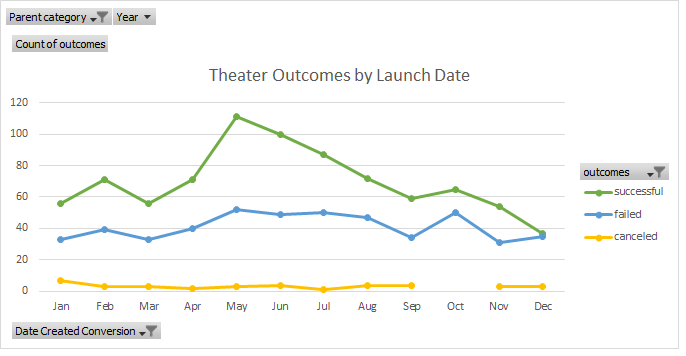 Parent category Year
Count of outcomes
Theater Outcomes by Launch Date
120
100
80
60
40
20
0
Jan Feb Mar Apr May Jun Jul Aug Sep Oct Nov Dec
outcomes
successful
failed
canceled
Date Created Conversion